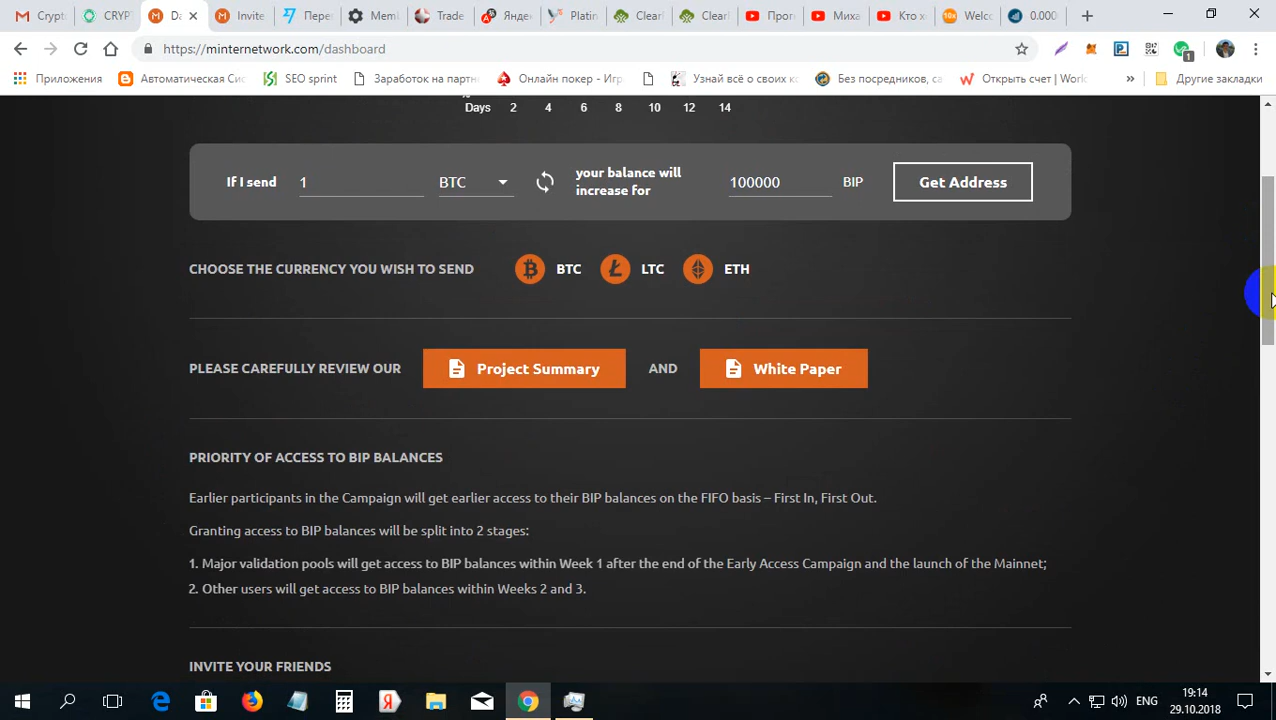 Crypt
CRYP
Da
Invite
Пере
Meml
Trade
Янде
Platin
Clear
Clear
Прог
Миха
Кто х
Welc
0.000
https://minternetwork.com/dashboard
Приложения
Автоматическая Сис
SEO sprint
Заработок на партн
Онлайн покер - Игр
Узнай всё о своих ко
Без посредников, са
Открыть счет | Worl
»
Другие закладки
Days 2 4 6 8 10 12 14
If I send 1 BTC your balance will increase for 100000 BIP Get Address
CHOOSE THE CURRENCY YOU WISH TO SEND BTC LTC ETH
PLEASE CAREFULLY REVIEW OUR Project Summary AND White Paper
PRIORITY OF ACCESS TO BIP BALANCES
Earlier participants in the Campaign will get earlier access to their BIP balances on the FIFO basis – First In, First Out.
Granting access to BIP balances will be split into 2 stages:
1. Major validation pools will get access to BIP balances within Week 1 after the end of the Early Access Campaign and the launch of the Mainnet;
2. Other users will get access to BIP balances within Weeks 2 and 3.
INVITE YOUR FRIENDS
ENG
19:14
29.10.2018